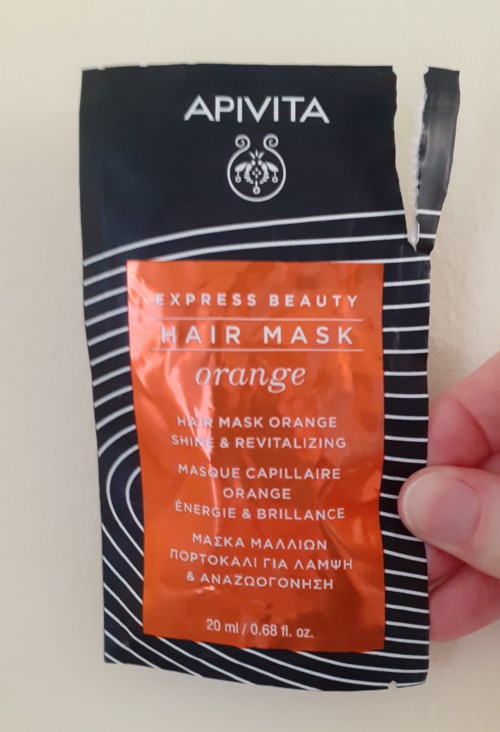 APIVITA
EXPRESS BEAUTY
HAIR MASK
orange
HAIR MASK ORANGE
SHINE & REVITALIZING
MASQUE CAPILLAIRE
ORANGE
ÉNERGIE & BRILLANCE
ΜΑΣΚΑ ΜΑΛΛΙΩΝ
ΠΟΡΤΟΚΑΛΙ ΓΙΑ ΛΑΜΨΗ
& ΑΝΑΖΩΟΓΟΝΗΣΗ
20 ml / 0.68 fl. oz.